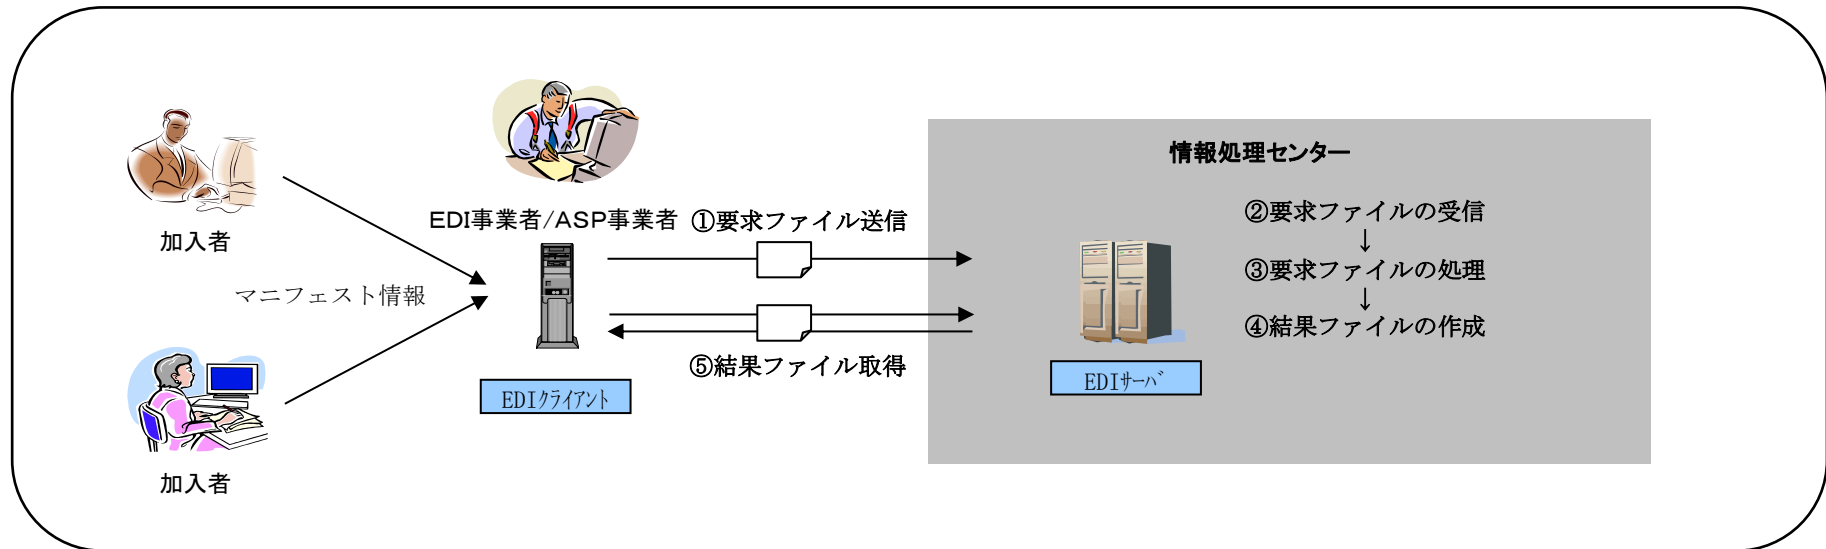 加入者
マニフェスト情報
加入者
EDI事業者/ASP事業者
EDIクライアント
①要求ファイル送信
⑤結果ファイル取得
情報処理センター
②要求ファイルの受信
↓
③要求ファイルの処理
↓
④結果ファイルの作成
EDIサーバ